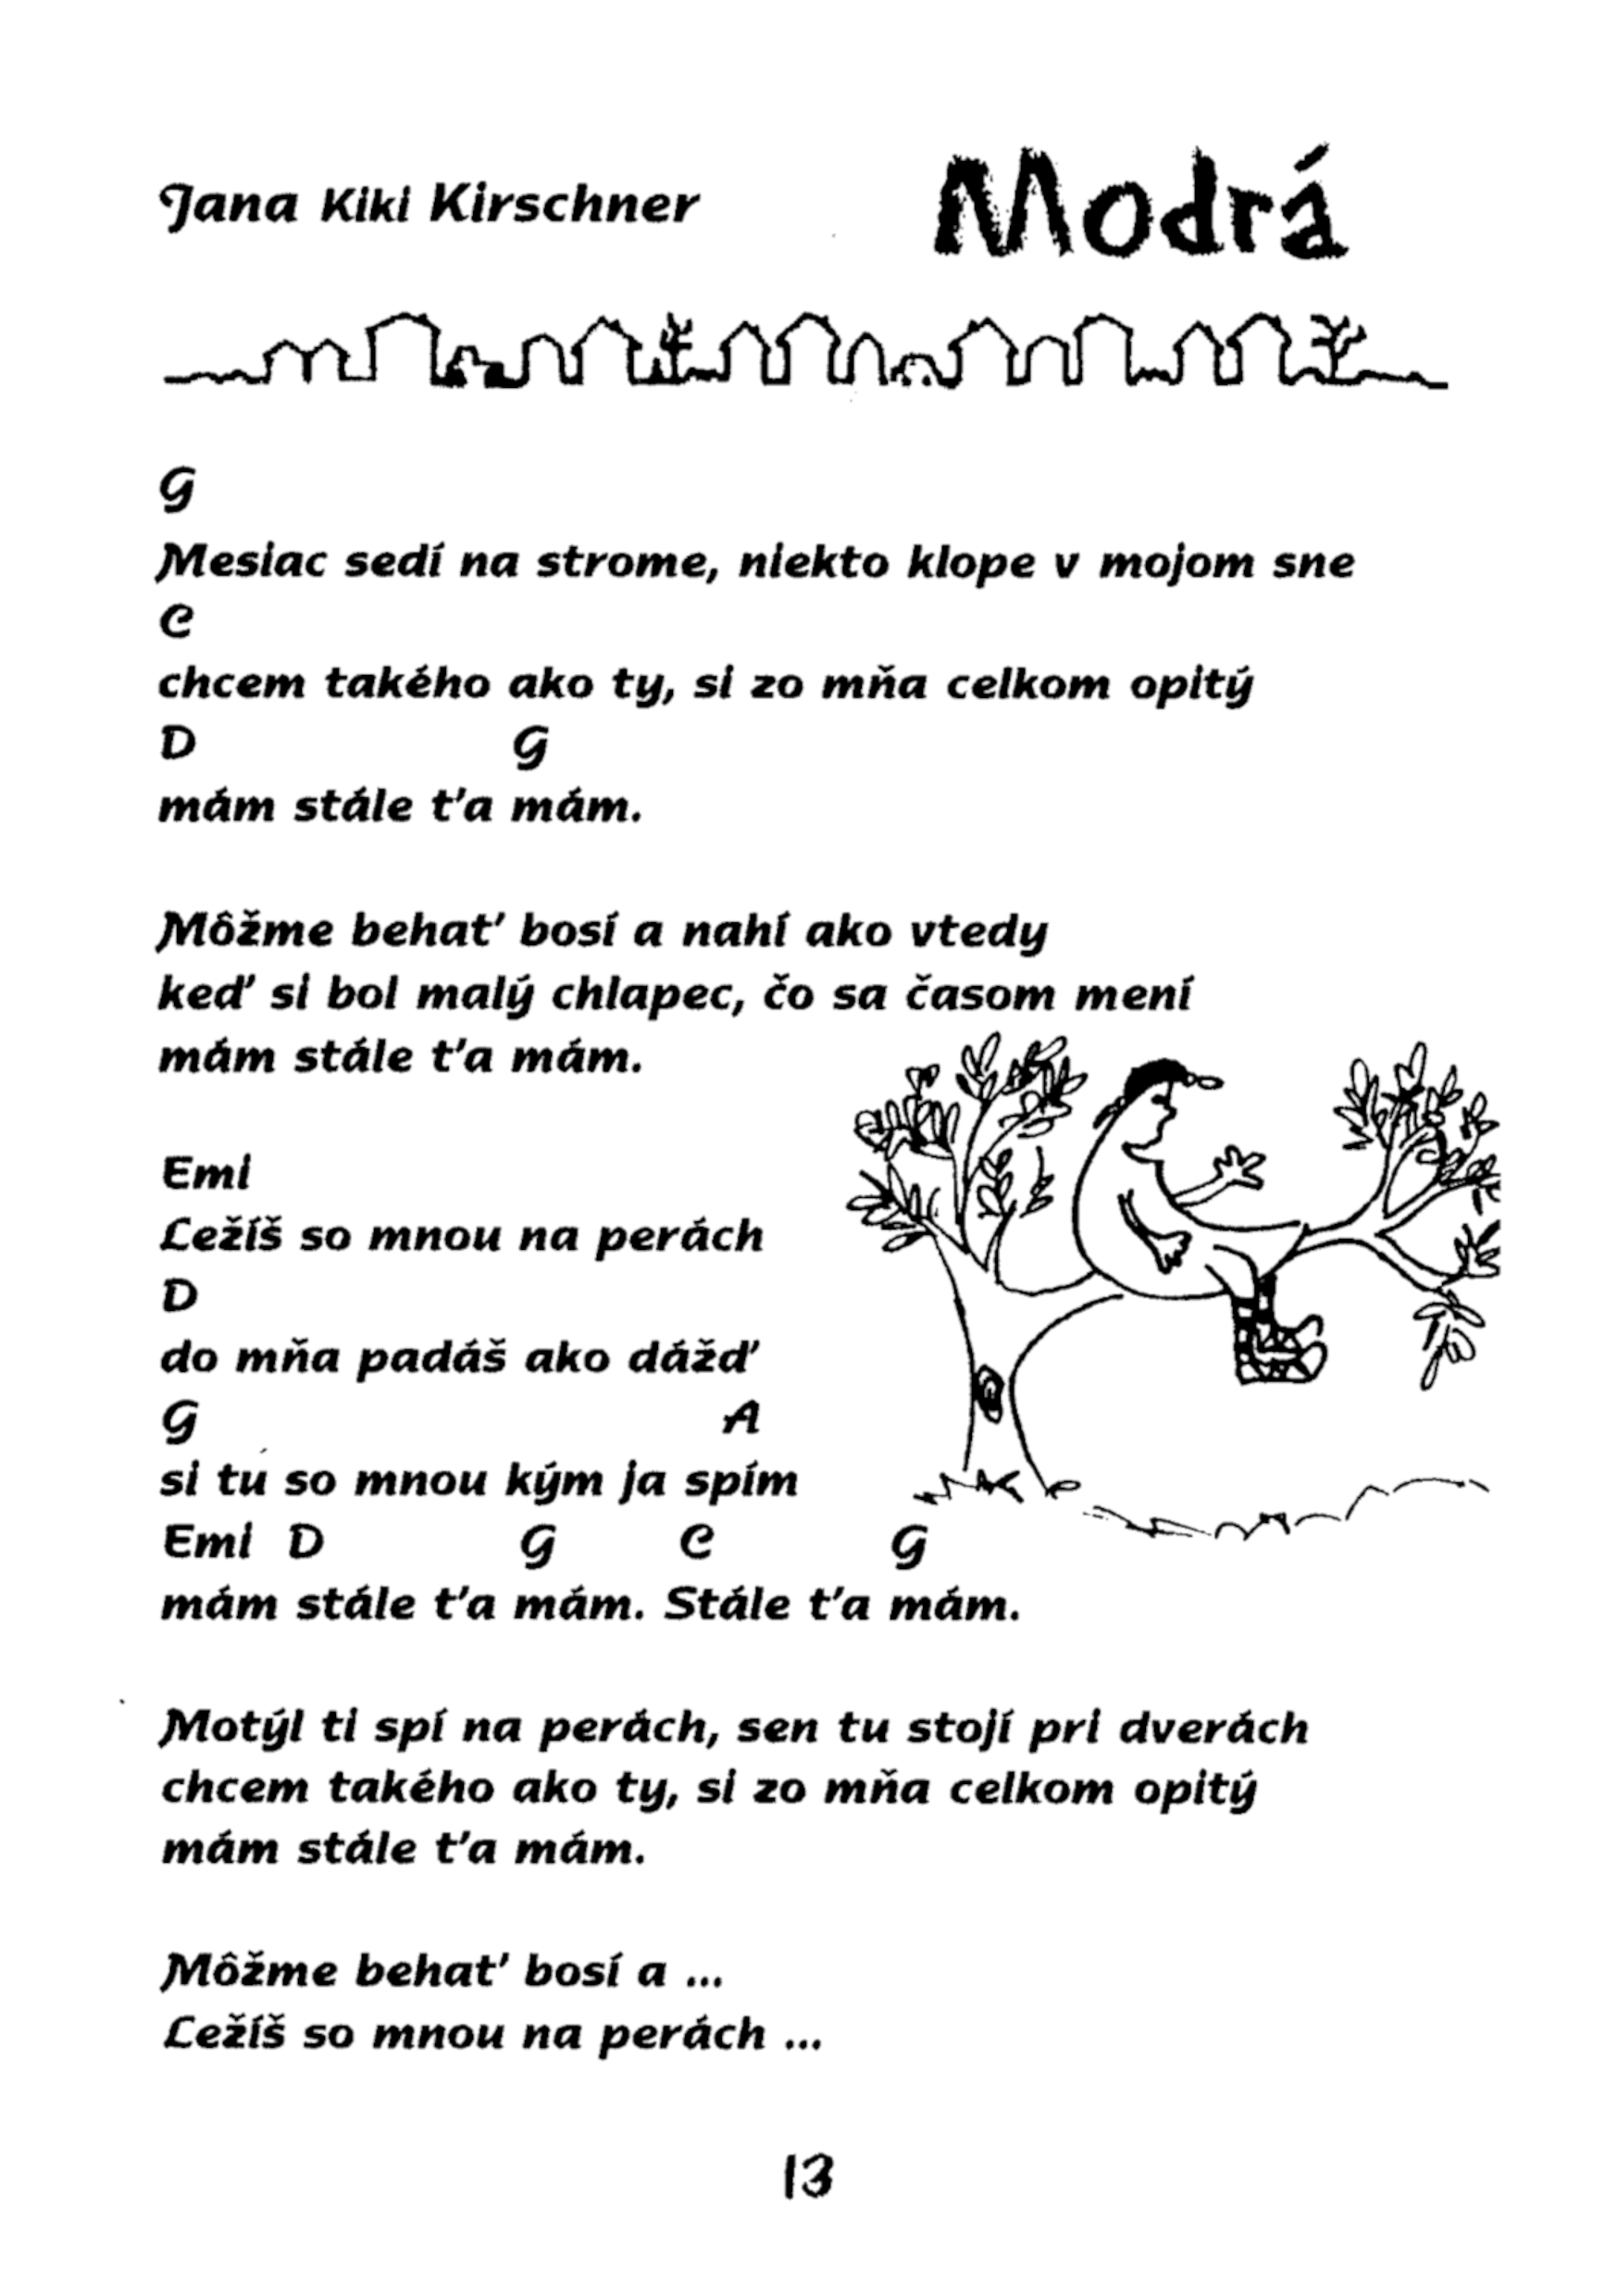 Jana Kiki Kirschner
Modrá
G
Mesiac sedí na strome, niekto klope v mojom sne
C
chcem takého ako ty, si zo mňa celkom opitý
D G
mám stále ťa mám.
Môžme behať bosí a nahí ako vtedy
keď si bol malý chlapec, čo sa časom mení
mám stále ťa mám.
Emi
Ležíš so mnou na perách
D
do mňa padáš ako dážď
G A
si tu so mnou kým ja spím
Emi D G C G
mám stále ťa mám. Stále ťa mám.
Motýl ti spí na perách, sen tu stojí pri dverách
chcem takého ako ty, si zo mňa celkom opitý
mám stále ťa mám.
Môžme behať bosí a ...
Ležíš so mnou na perách ...
13